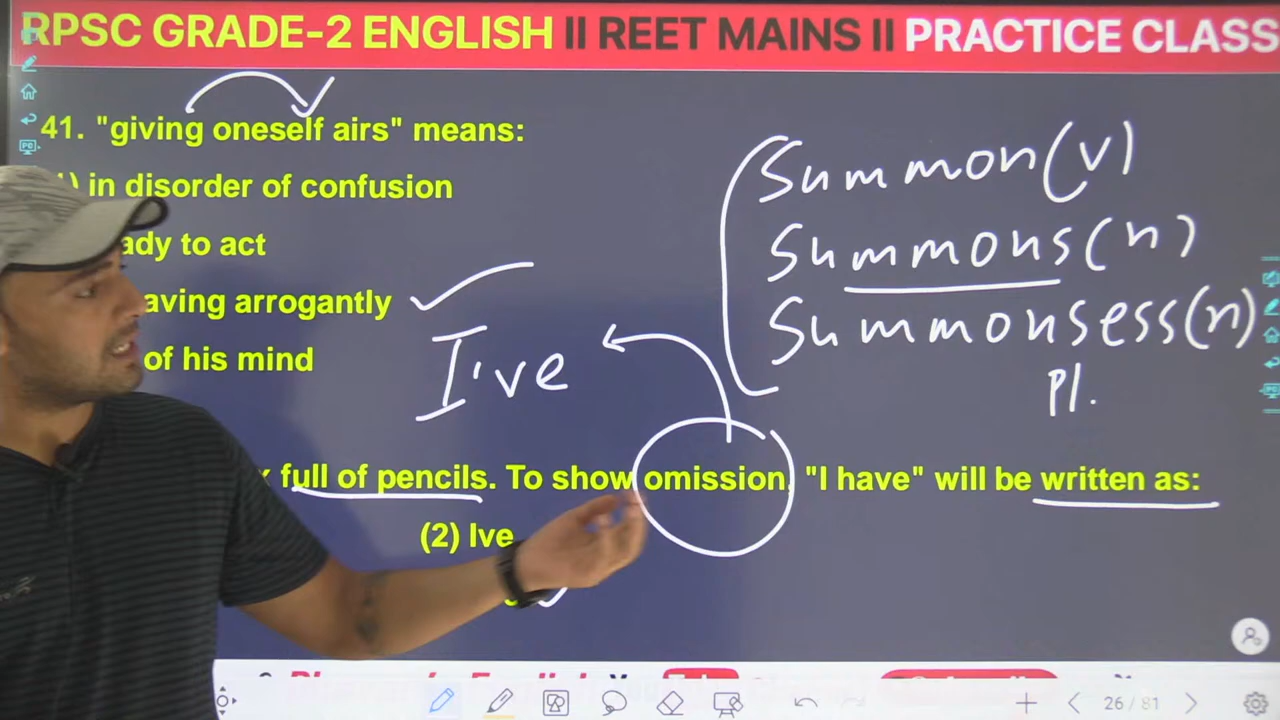 RPSC GRADE-2 ENGLISH II REET MAINS II PRACTICE CLASS
41. "giving oneself airs" means:
) in disorder of confusion
ady to act
aving arrogantly
of his mind
Summon(v)
Summons(n)
Summonsess(n)
Pl.
I've
full of pencils. To show omission, "I have" will be written as:
(2) Ive
26/81